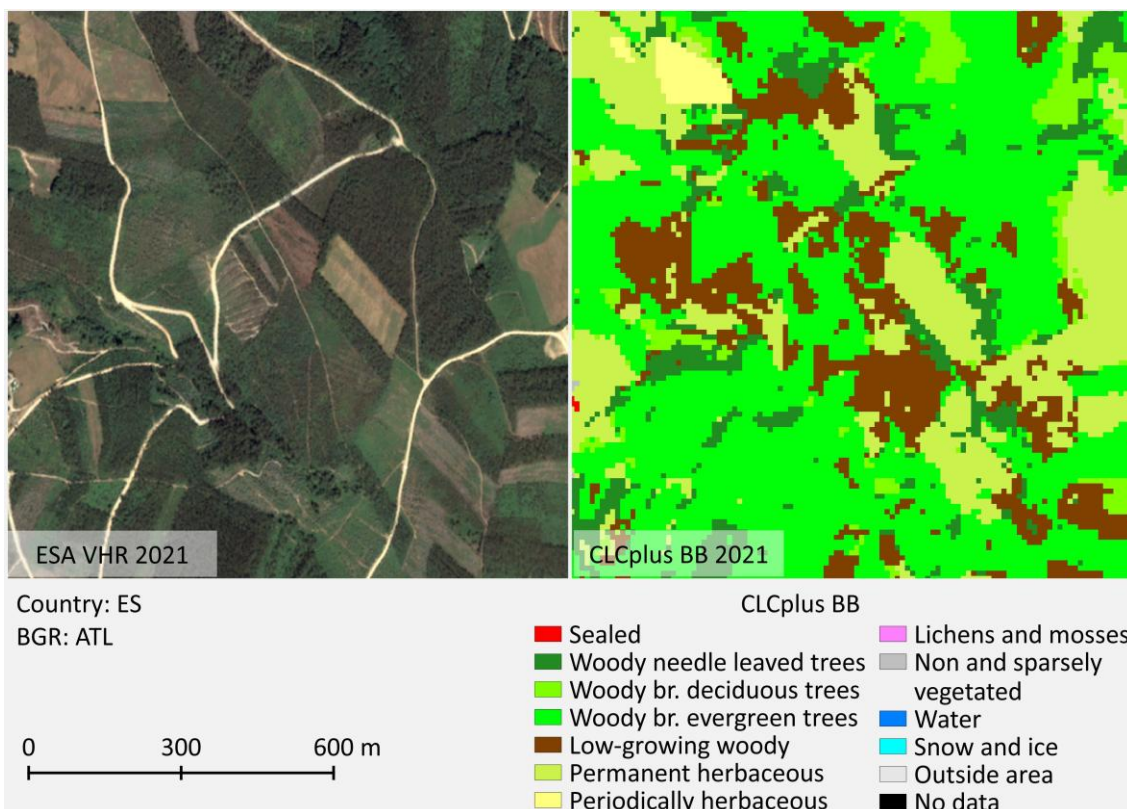 ESA VHR 2021
CLCplus BB 2021
Country: ES
BGR: ATL
0 300 600 m
CLCplus BB
Sealed
Woody needle leaved trees
Woody br. deciduous trees
Woody br. evergreen trees
Low-growing woody
Permanent herbaceous
Periodically herbaceous
Lichens and mosses
Non and sparsely
vegetated
Water
Snow and ice
Outside area
No data